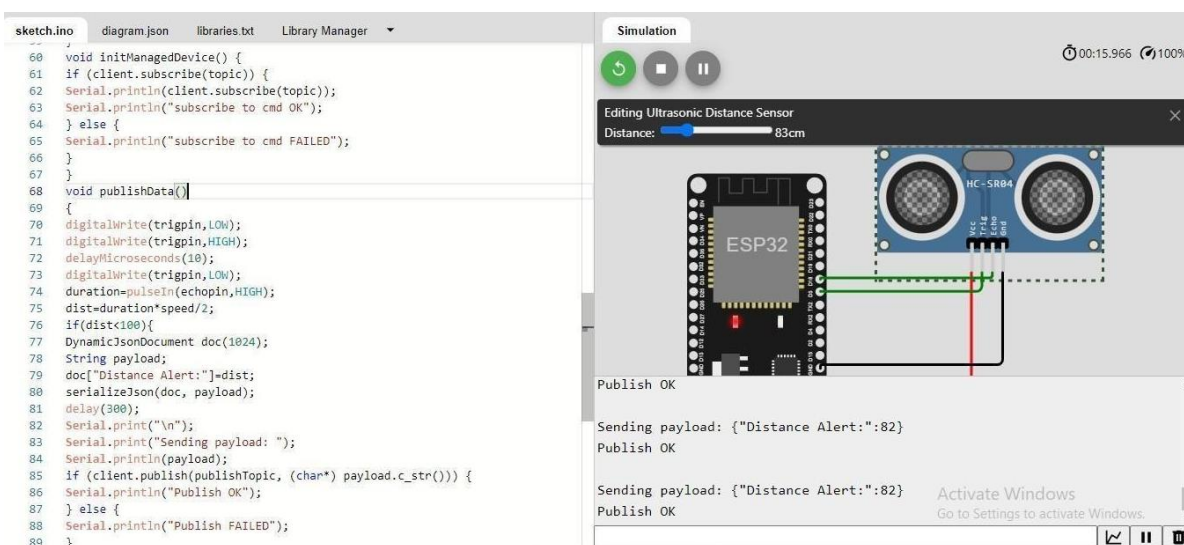 sketch.ino diagram.json libraries.txt Library Manager
60 void initManagedDevice() {
61 if (client.subscribe(topic)) {
62 Serial.println(client.subscribe(topic));
63 Serial.println("subscribe to cmd OK");
64 } else {
65 Serial.println("subscribe to cmd FAILED");
66 }
67 }
68 void publishData()
69 {
70 digitalWrite(trigpin,LOW);
71 digitalWrite(trigpin,HIGH);
72 delayMicroseconds(10);
73 digitalWrite(trigpin,LOW);
74 duration=pulseIn(echopin,HIGH);
75 dist=duration*speed/2;
76 if(dist<100){
77 DynamicJsonDocument doc(1024);
78 String payload;
79 doc["Distance Alert:"]=dist;
80 serializeJson(doc, payload);
81 delay(300);
82 Serial.print("\n");
83 Serial.print("Sending payload: ");
84 Serial.println(payload);
85 if (client.publish(publishTopic, (char*) payload.c_str())) {
86 Serial.println("Publish OK");
87 } else {
88 Serial.println("Publish FAILED");
89 }
Simulation
00:15.966 100%
Editing Ultrasonic Distance Sensor
Distance: 83cm
HC-SR04
Vcc
Trig
Echo
Gnd
ESP32
Publish OK
Sending payload: {"Distance Alert:":82}
Publish OK
Sending payload: {"Distance Alert:":82}
Publish OK
Activate Windows
Go to Settings to activate Windows.